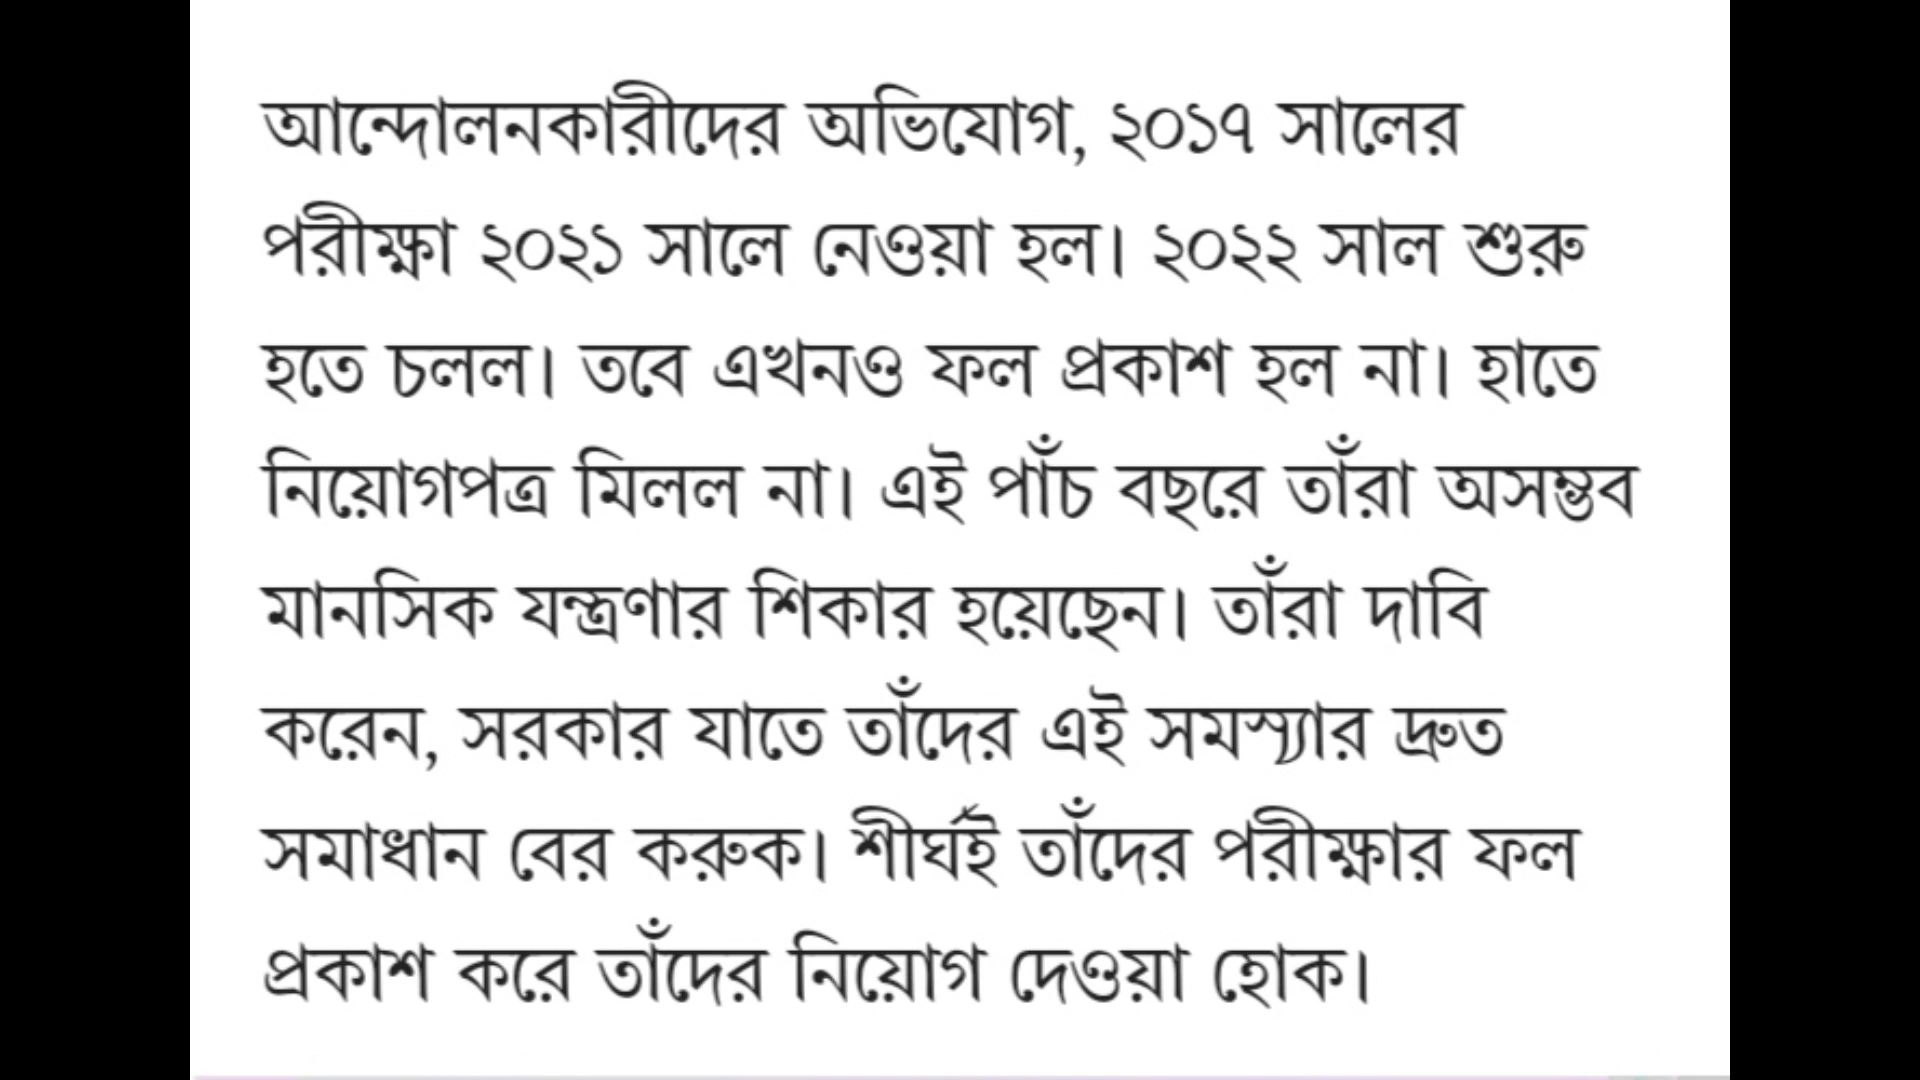 আন্দোলনকারীদের অভিযোগ, ২০১৭ সালের
পরীক্ষা ২০২১ সালে নেওয়া হল। ২০২২ সাল শুরু
হতে চলল। তবে এখনও ফল প্রকাশ হল না। হাতে
নিয়োগপত্র মিলল না। এই পাঁচ বছরে তাঁরা অসম্ভব
মানসিক যন্ত্রণার শিকার হয়েছেন। তাঁরা দাবি
করেন, সরকার যাতে তাঁদের এই সমস্যার দ্রুত
সমাধান বের করুক। শীর্ঘই তাঁদের পরীক্ষার ফল
প্রকাশ করে তাঁদের নিয়োগ দেওয়া হোক।